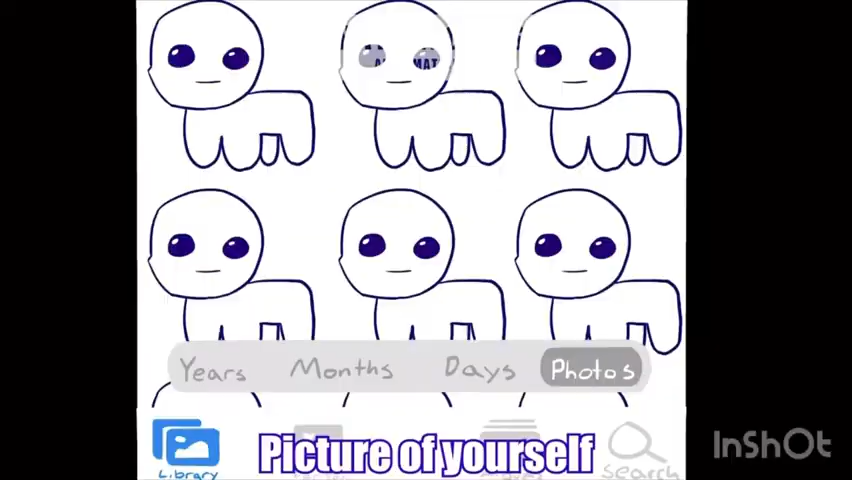 Years Months Days Photos
Library
Picture of yourself
Search
InShOt